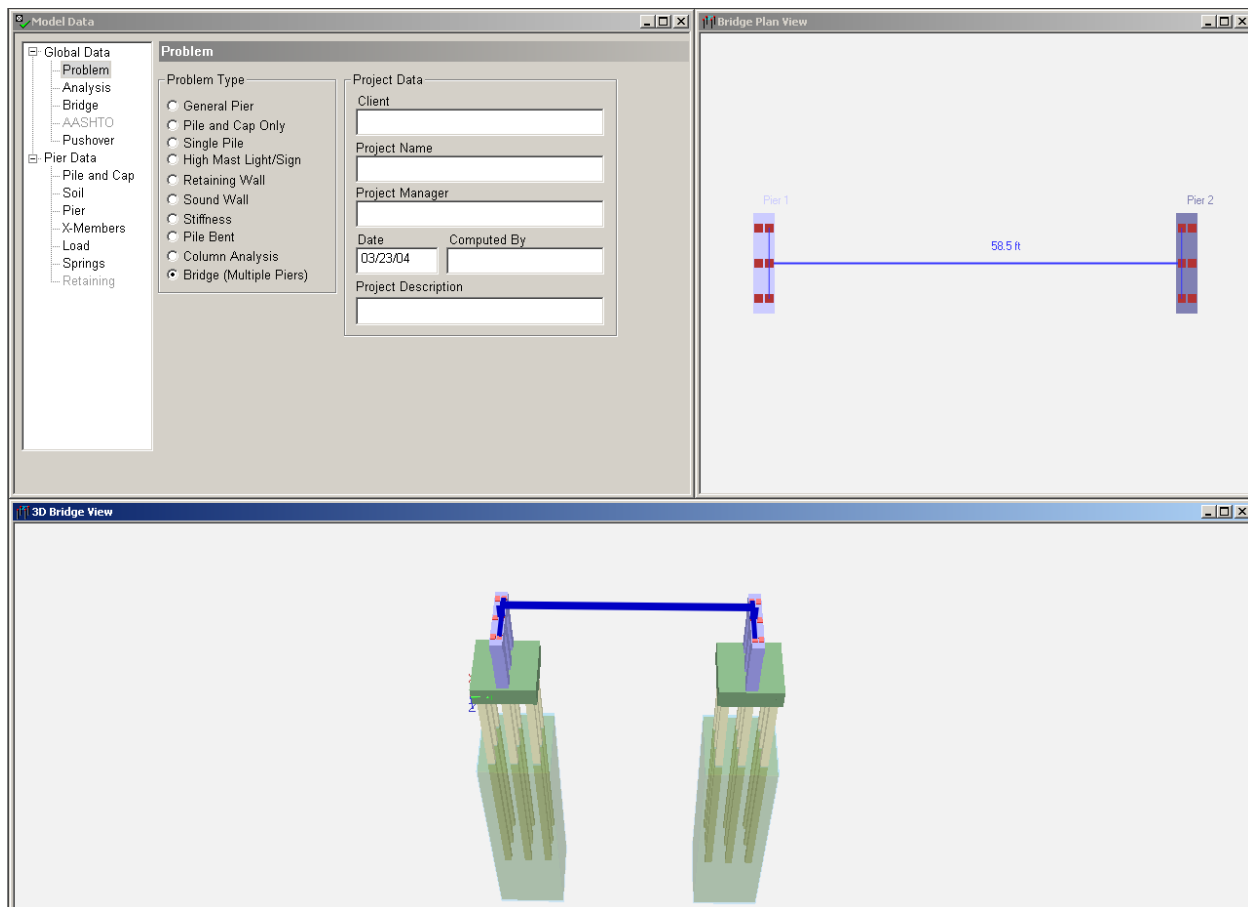 Model Data
Global Data
Problem
Analysis
Bridge
AASHTO
Pushover
Pier Data
Pile and Cap
Soil
Pier
X-Members
Load
Springs
Retaining
Problem
Problem Type
General Pier
Pile and Cap Only
Single Pile
High Mast Light/Sign
Retaining Wall
Sound Wall
Stiffness
Pile Bent
Column Analysis
Bridge (Multiple Piers)
Project Data
Client
Project Name
Project Manager
Date Computed By
03/23/04
Project Description
Bridge Plan View
Pier 1
Pier 2
58.5 ft
3D Bridge View
Z